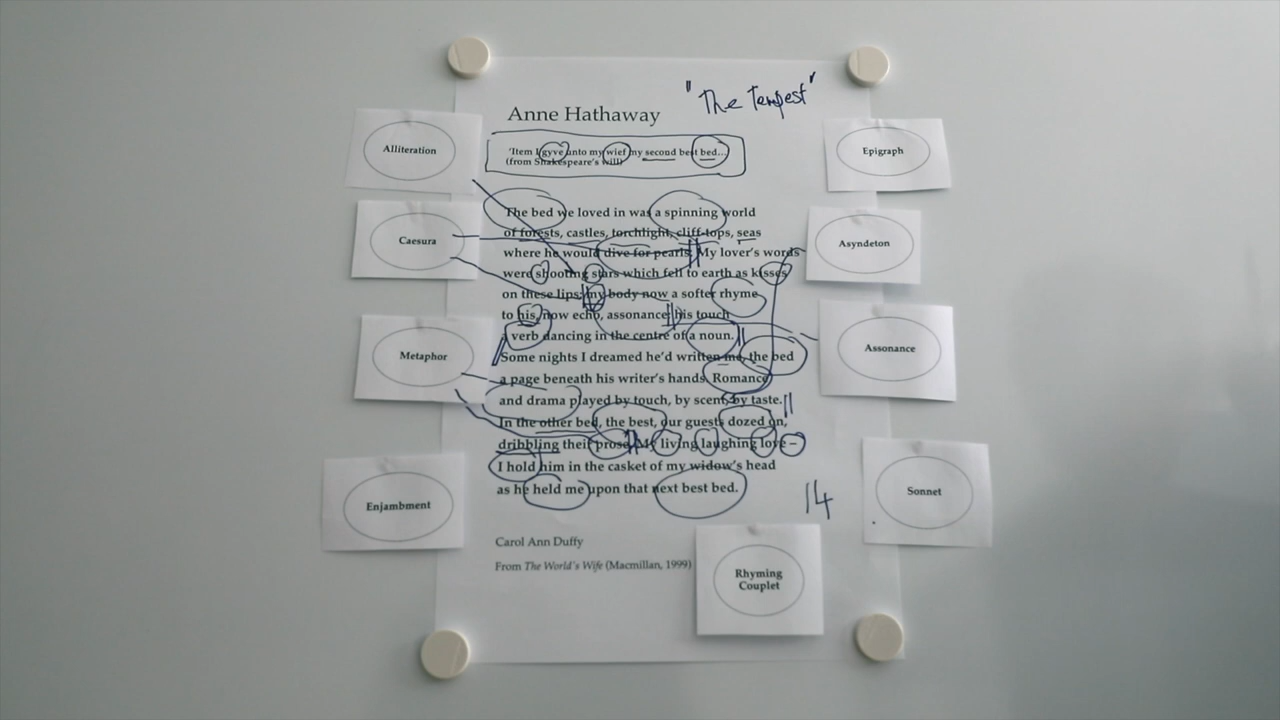 "The Tempest"
Anne Hathaway
'Item I gyve unto my wief my second best bed...
(from Shakespeare's will)
The bed we loved in was a spinning world
of forests, castles, torchlight, cliff-tops, seas
where he would dive for pearls. My lover's words
were shooting stars which fell to earth as kisses
on these lips; my body now a softer rhyme
to his, now echo, assonance; his touch
a verb dancing in the centre of a noun.
Some nights I dreamed he'd written me, the bed
a page beneath his writer's hands. Romance
and drama played by touch, by scent, by taste.
In the other bed, the best, our guests dozed on,
dribbling their prose. My living laughing love –
I hold him in the casket of my widow's head
as he held me upon that next best bed.
14
Carol Ann Duffy
From The World's Wife (Macmillan, 1999)
Alliteration
Caesura
Metaphor
Enjambment
Epigraph
Asyndeton
Assonance
Sonnet
Rhyming
Couplet